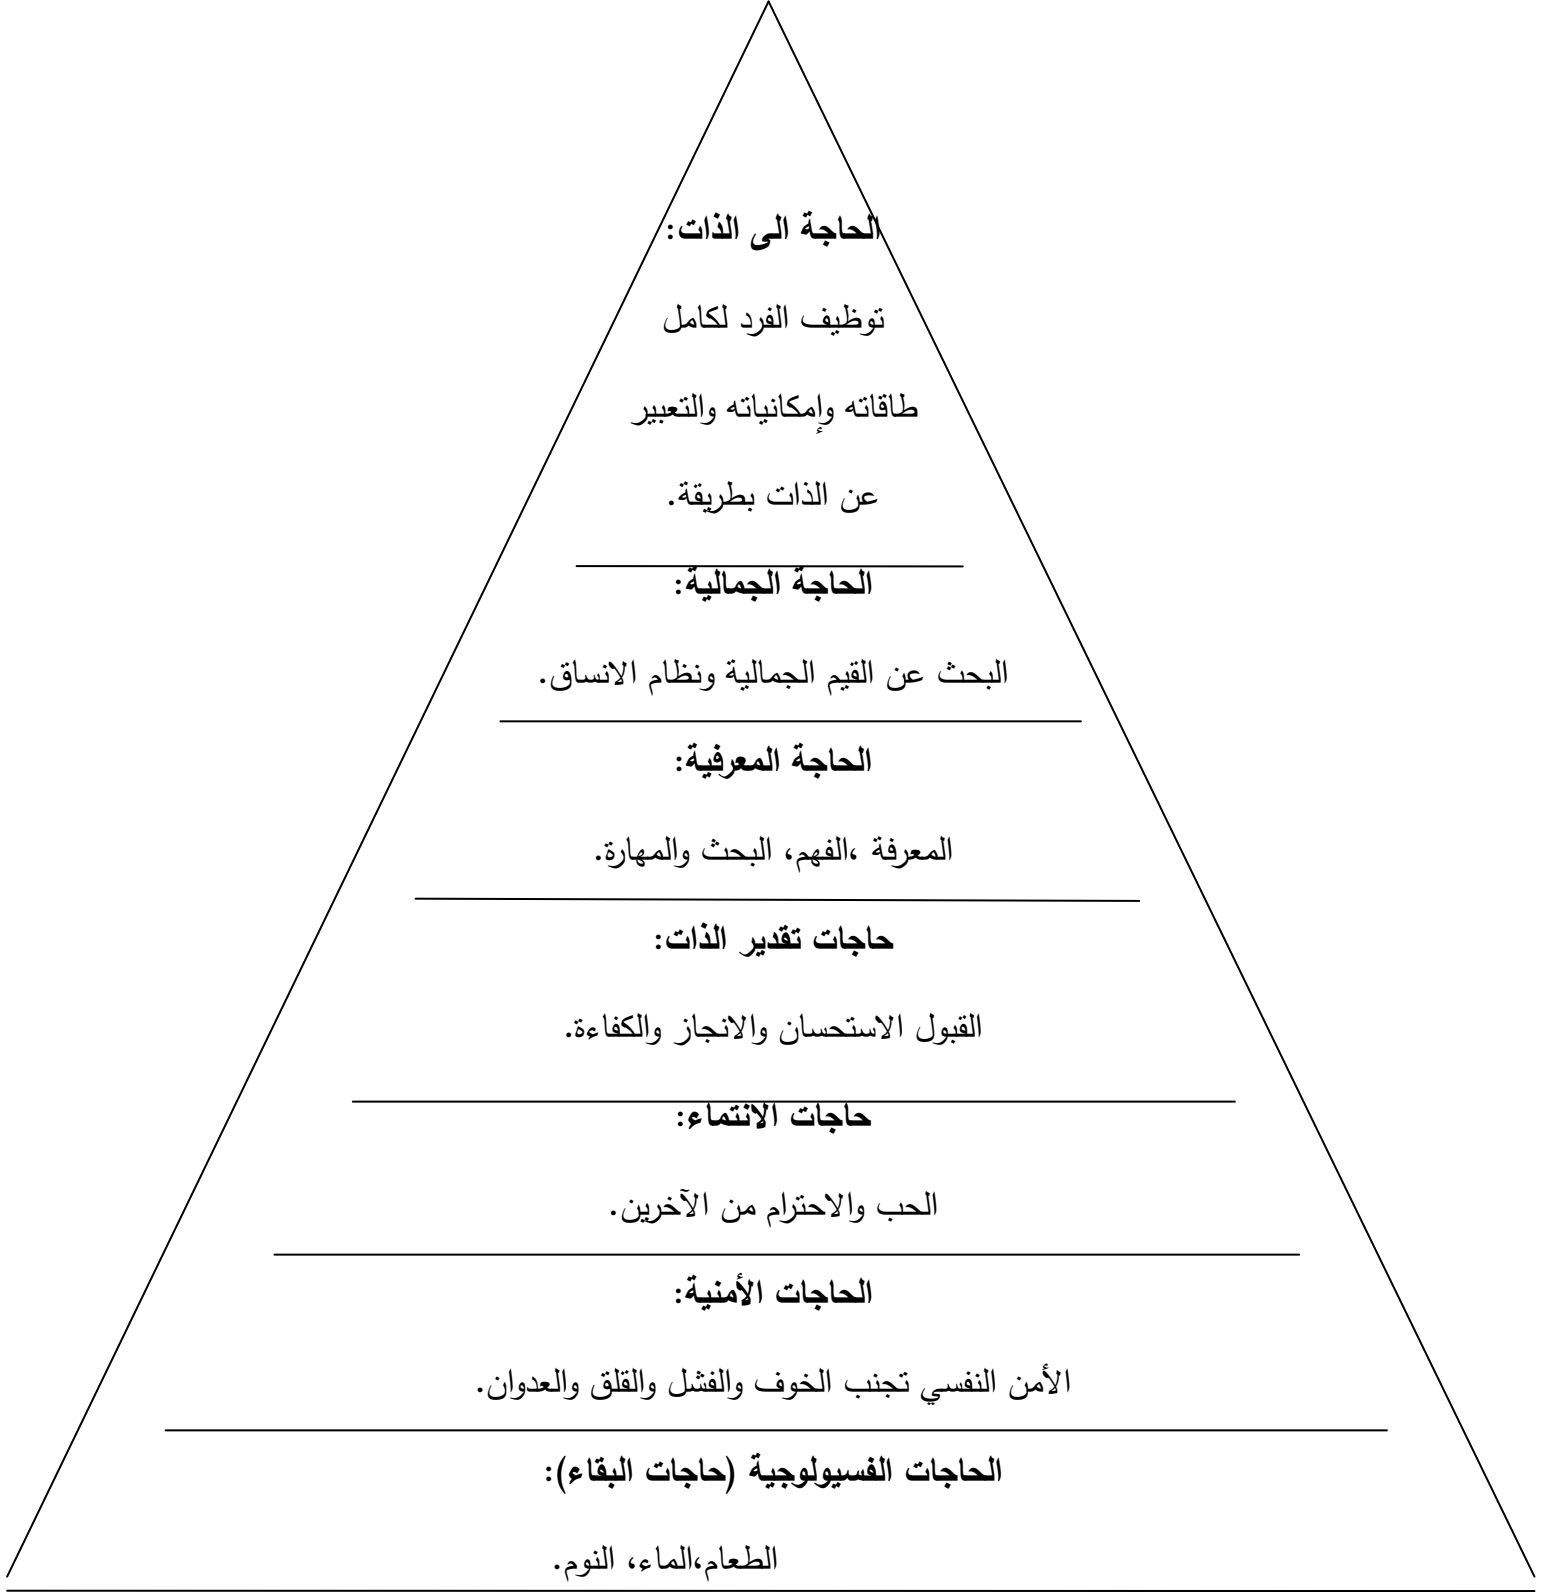 الحاجة الى الذات:
توظيف الفرد لكامل
طاقاته وإمكانياته والتعبير
عن الذات بطريقة.
الحاجة الجمالية:
البحث عن القيم الجمالية ونظام الانساق.
الحاجة المعرفية:
المعرفة ،الفهم، البحث والمهارة.
حاجات تقدير الذات:
القبول الاستحسان والانجاز والكفاءة.
حاجات الانتماء:
الحب والاحترام من الآخرين.
الحاجات الأمنية:
الأمن النفسي تجنب الخوف والفشل والقلق والعدوان.
الحاجات الفسيولوجية (حاجات البقاء):
الطعام،الماء، النوم.